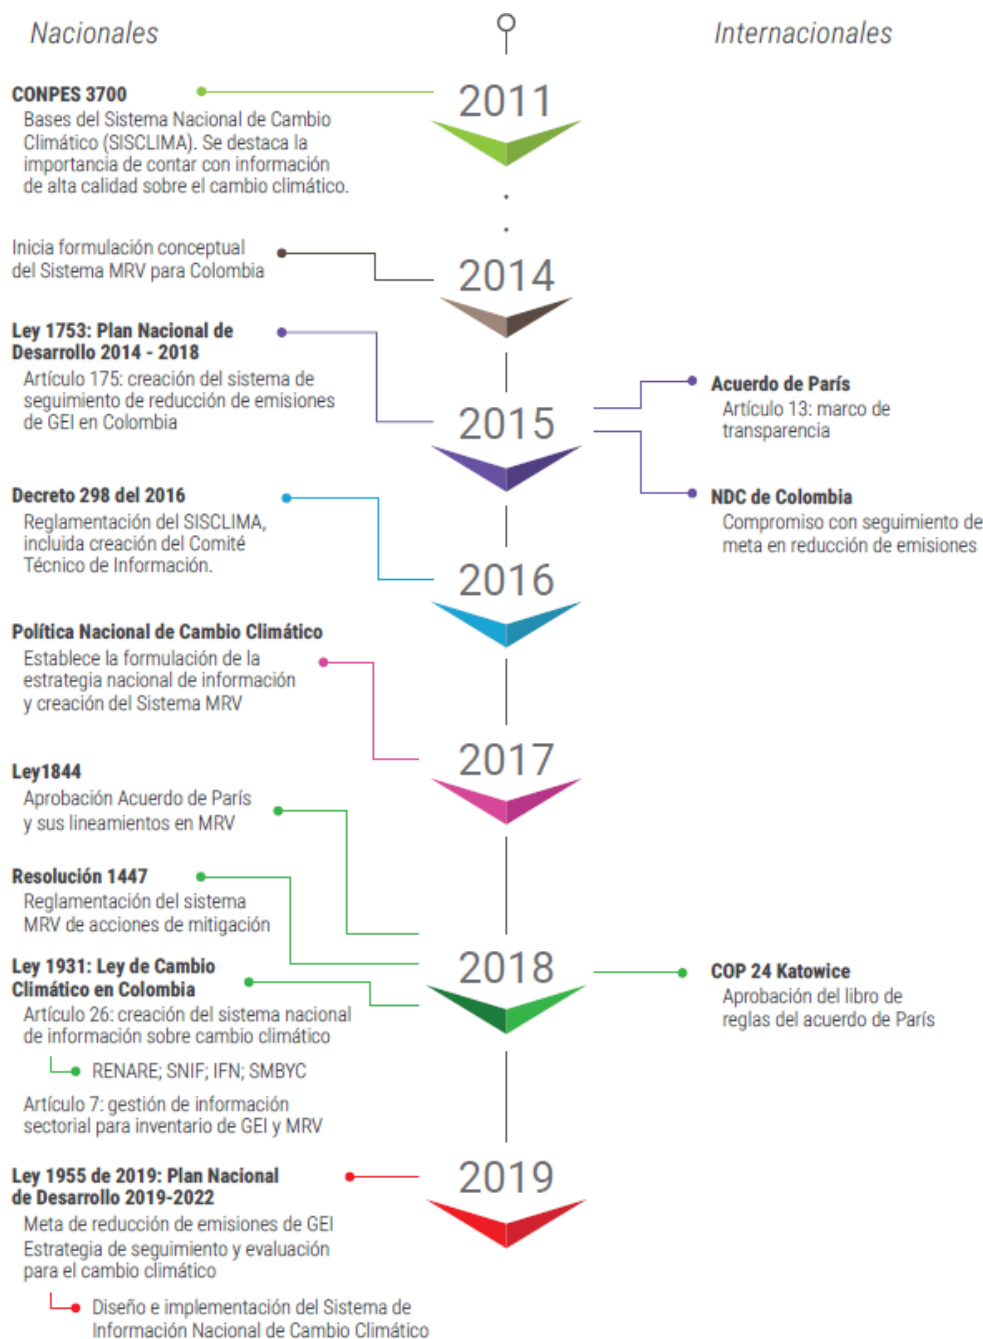 Nacionales
Internacionales
2011
CONPES 3700
Bases del Sistema Nacional de Cambio
Climático (SISCLIMA). Se destaca la
importancia de contar con información
de alta calidad sobre el cambio climático.
Inicia formulación conceptual
del Sistema MRV para Colombia
2014
Ley 1753: Plan Nacional de
Desarrollo 2014 - 2018
Artículo 175: creación del sistema de
seguimiento de reducción de emisiones
de GEI en Colombia
2015
Acuerdo de París
Artículo 13: marco de
transparencia
NDC de Colombia
Compromiso con seguimiento de
meta en reducción de emisiones
Decreto 298 del 2016
Reglamentación del SISCLIMA,
incluida creación del Comité
Técnico de Información.
2016
Política Nacional de Cambio Climático
Establece la formulación de la
estrategia nacional de información
y creación del Sistema MRV
2017
Ley1844
Aprobación Acuerdo de París
y sus lineamientos en MRV
Resolución 1447
Reglamentación del sistema
MRV de acciones de mitigación
Ley 1931: Ley de Cambio
Climático en Colombia
Artículo 26: creación del sistema nacional
de información sobre cambio climático
RENARE; SNIF; IFN; SMBYC
Artículo 7: gestión de información
sectorial para inventario de GEI y MRV
2018
COP 24 Katowice
Aprobación del libro de
reglas del acuerdo de París
Ley 1955 de 2019: Plan Nacional
de Desarrollo 2019-2022
Meta de reducción de emisiones de GEI
Estrategia de seguimiento y evaluación
para el cambio climático
Diseño e implementación del Sistema de
Información Nacional de Cambio Climático
2019